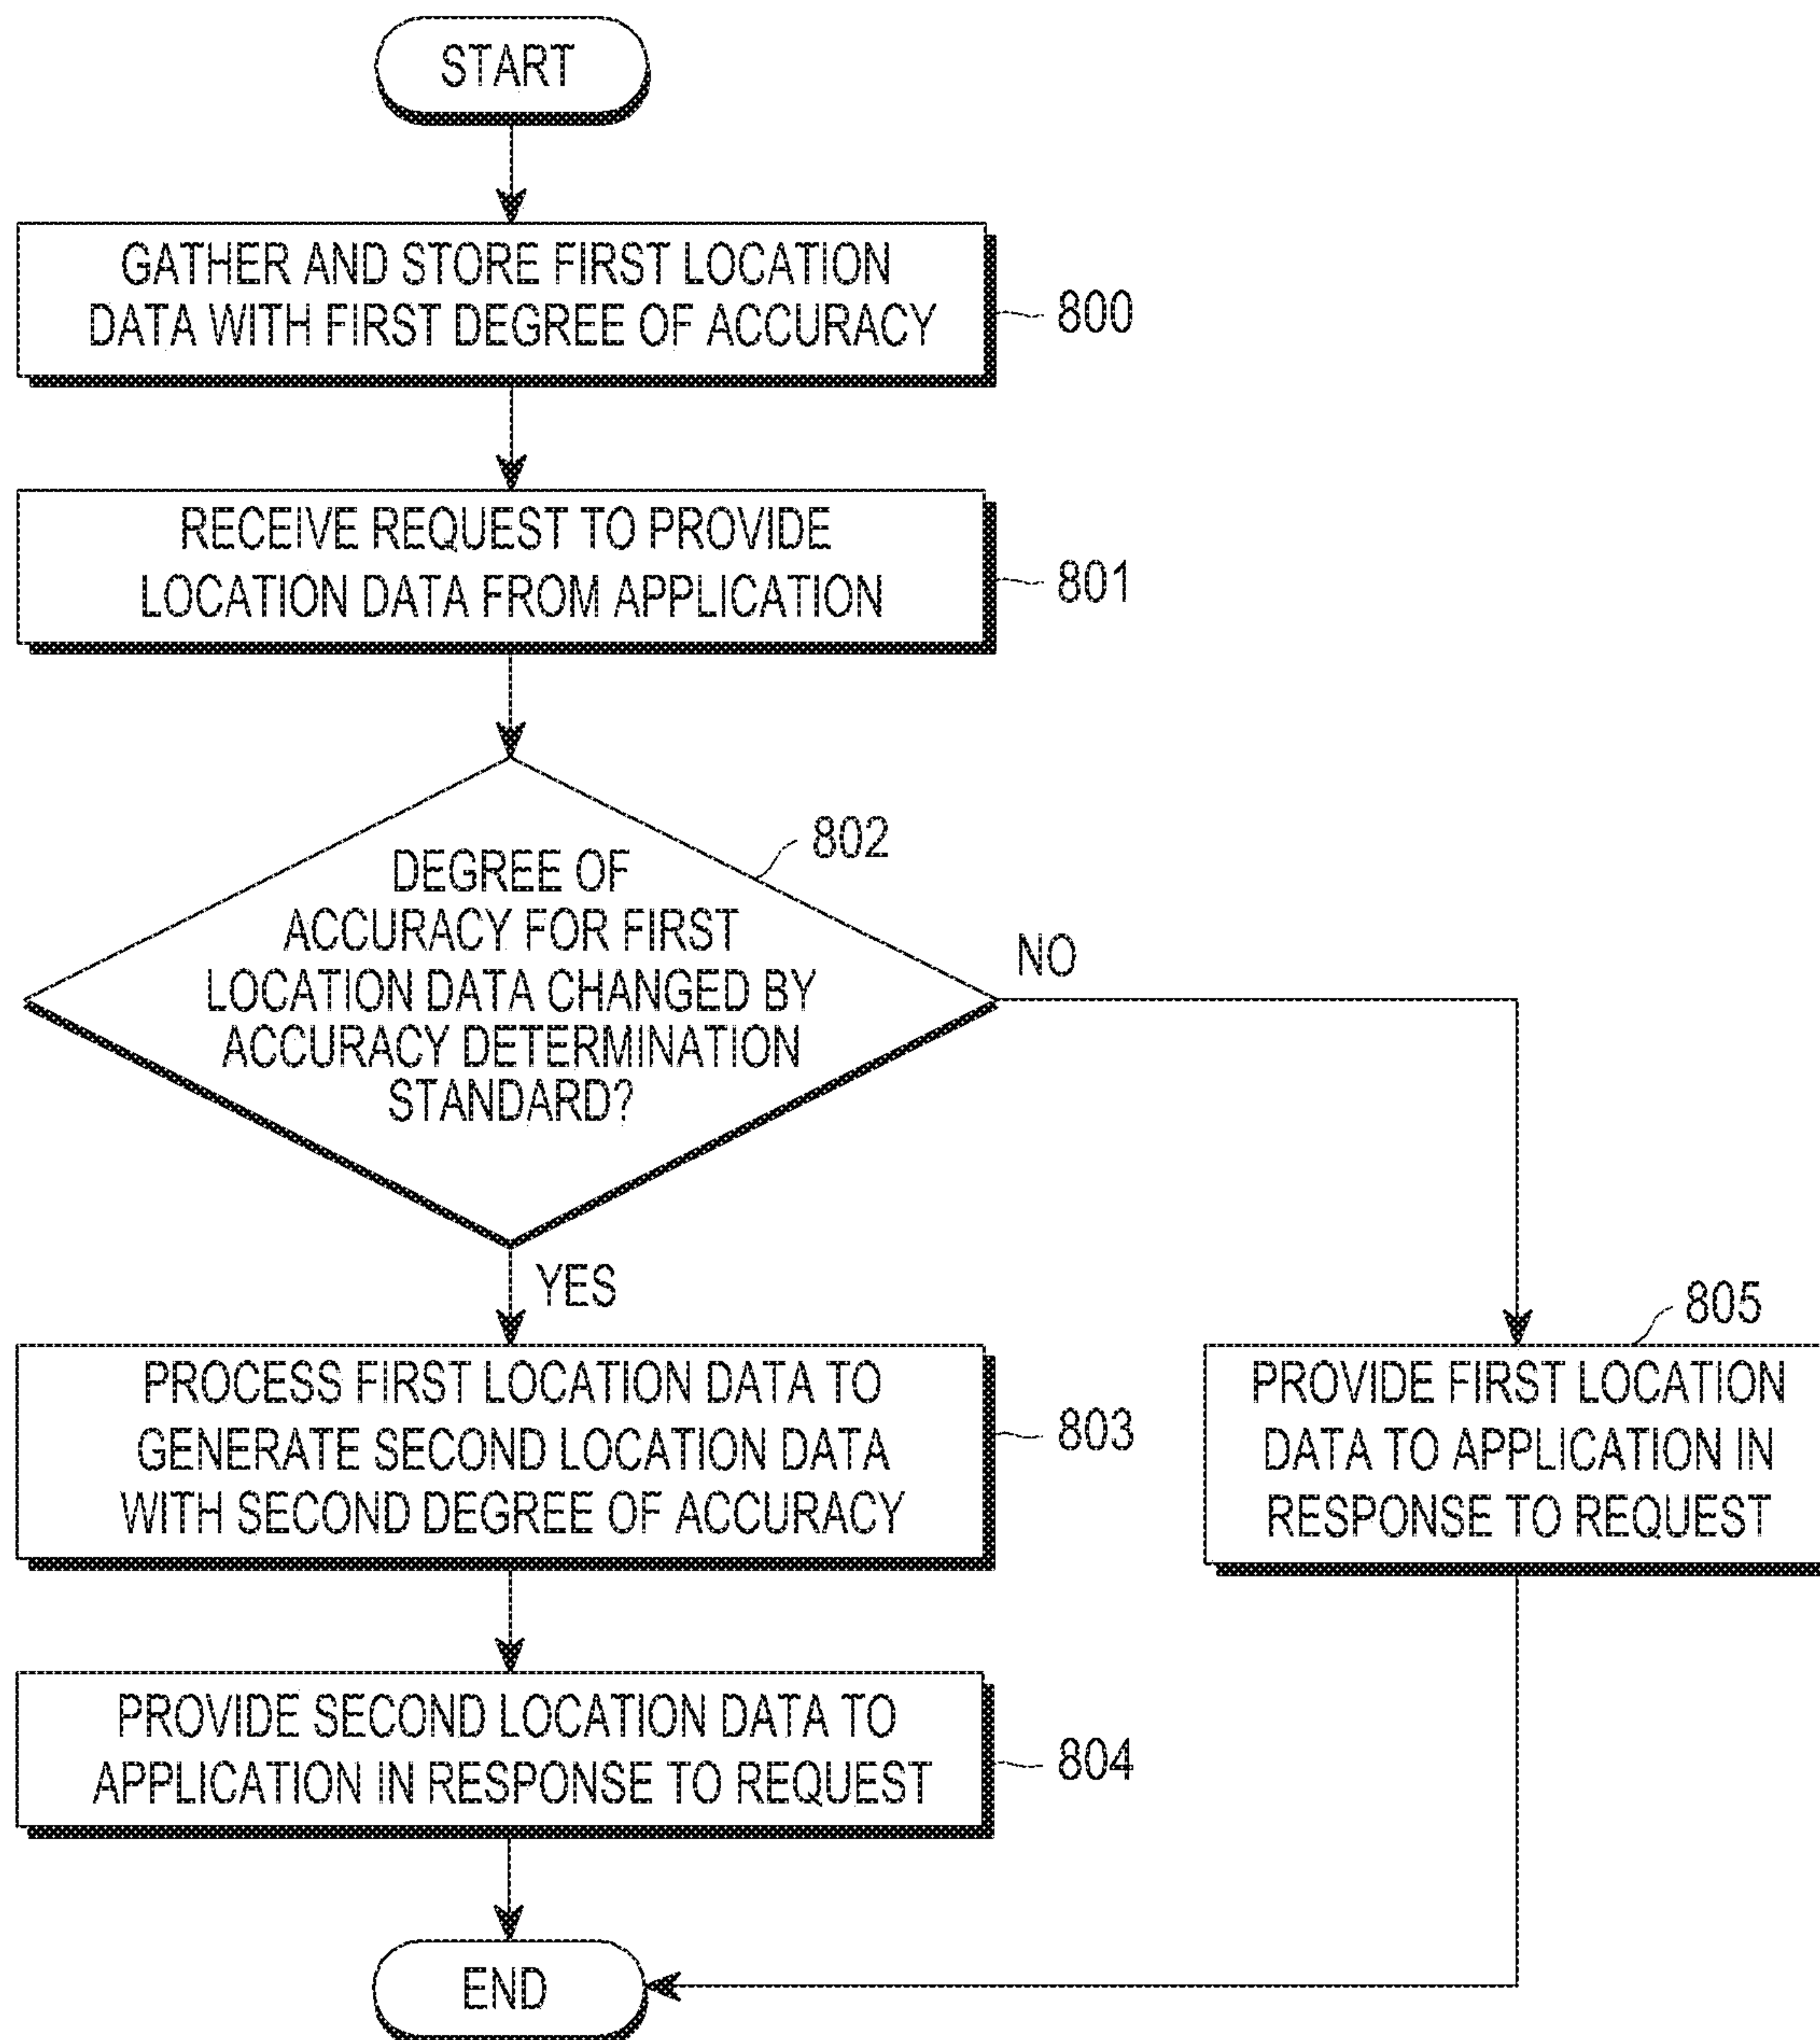 START
GATHER AND STORE FIRST LOCATION
DATA WITH FIRST DEGREE OF ACCURACY
800
RECEIVE REQUEST TO PROVIDE
LOCATION DATA FROM APPLICATION
801
802
DEGREE OF
ACCURACY FOR FIRST
LOCATION DATA CHANGED BY
ACCURACY DETERMINATION
STANDARD?
NO
YES
PROCESS FIRST LOCATION DATA TO
GENERATE SECOND LOCATION DATA
WITH SECOND DEGREE OF ACCURACY
803
805
PROVIDE FIRST LOCATION
DATA TO APPLICATION IN
RESPONSE TO REQUEST
PROVIDE SECOND LOCATION DATA TO
APPLICATION IN RESPONSE TO REQUEST
804
END